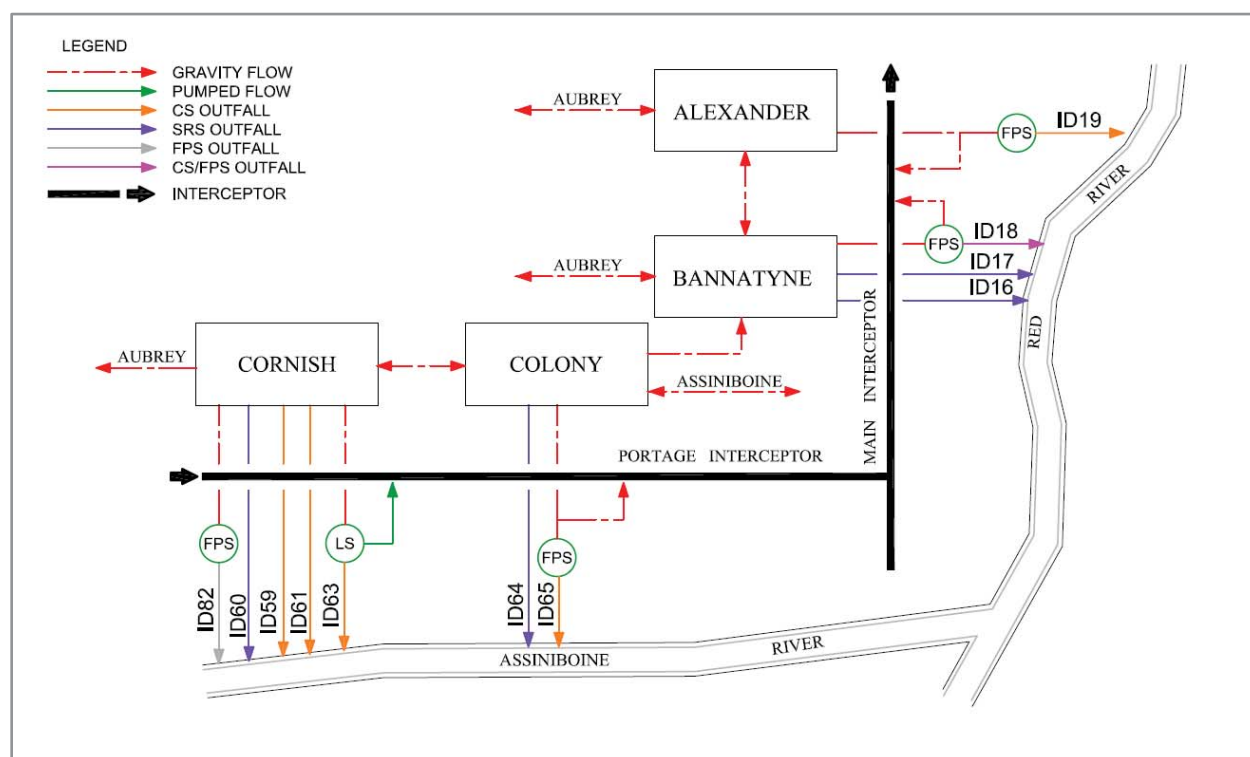 LEGEND
GRAVITY FLOW
PUMPED FLOW
CS OUTFALL
SRS OUTFALL
FPS OUTFALL
CS/FPS OUTFALL
INTERCEPTOR
AUBREY
ALEXANDER
FPS
ID19
RIVER
AUBREY
BANNATYNE
FPS
ID18
ID17
ID16
RED
MAIN INTERCEPTOR
AUBREY
CORNISH
COLONY
ASSINIBOINE
PORTAGE INTERCEPTOR
FPS
LS
FPS
ID82
ID60
ID59
ID61
ID63
ID64
ID65
ASSINIBOINE
RIVER